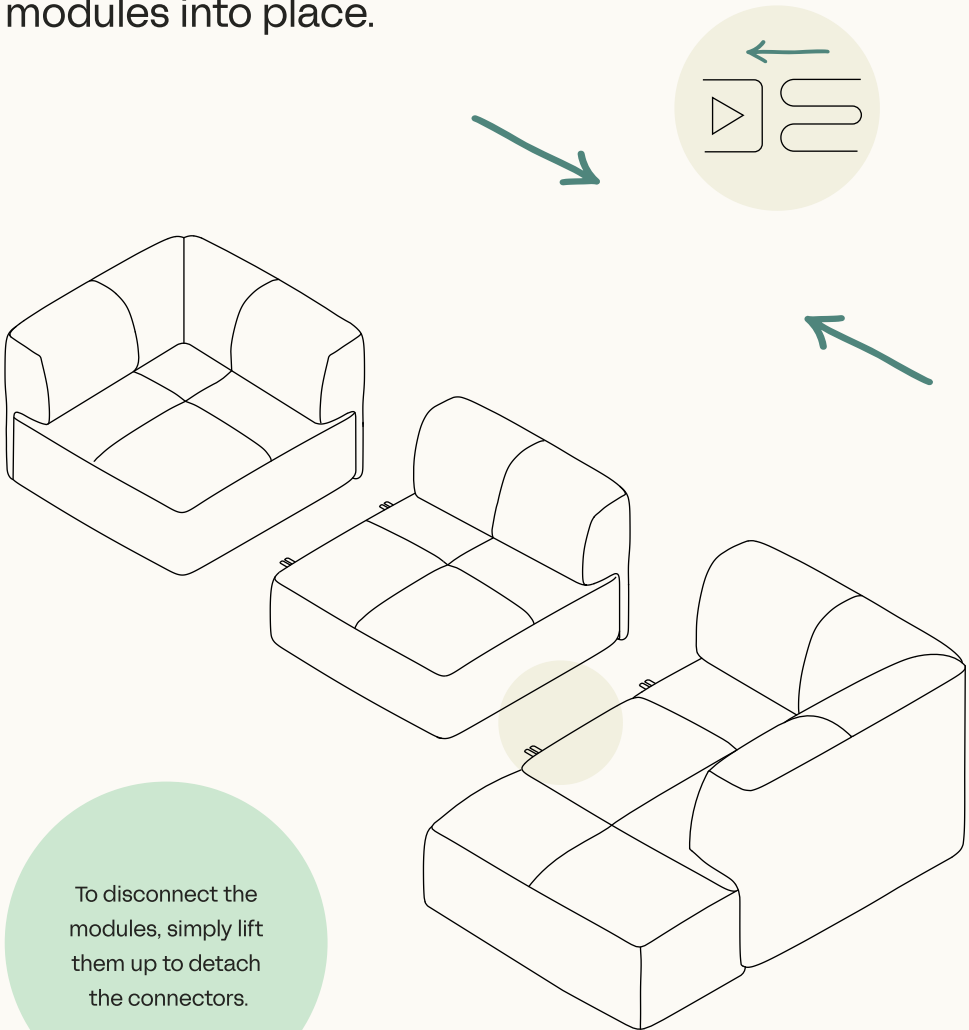 modules into place.
To disconnect the
modules, simply lift
them up to detach
the connectors.